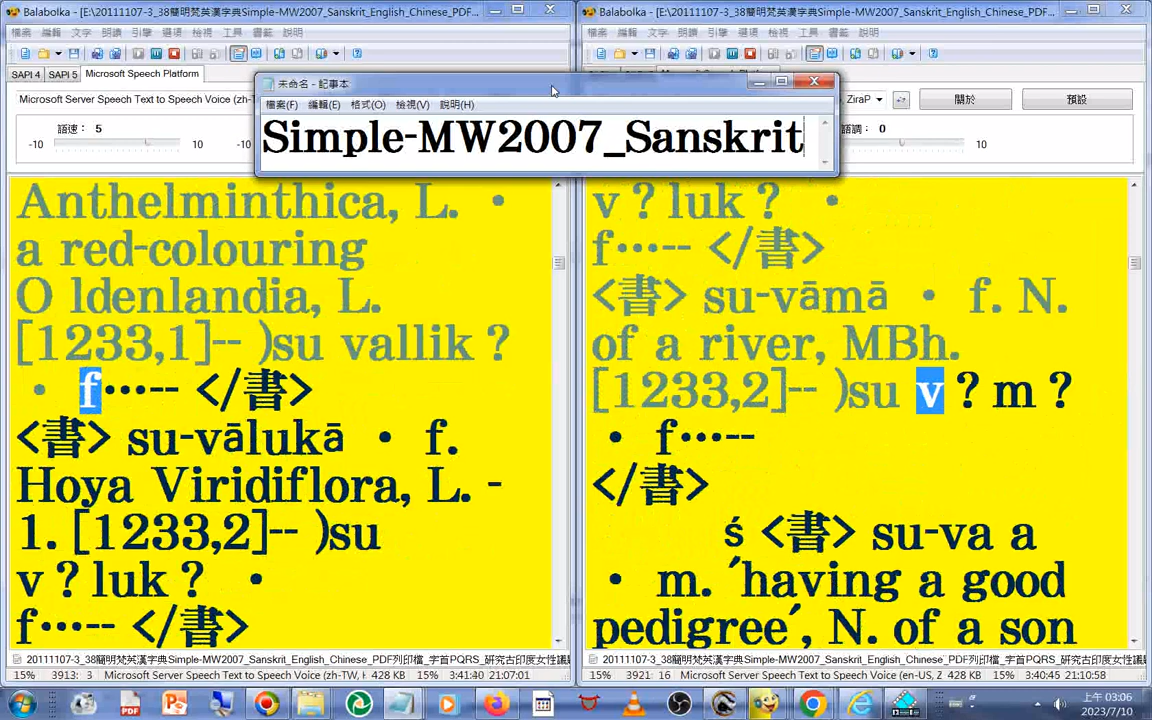 Balabolka - [E:\20111107-3_38簡明梵英漢字典Simple-MW2007_Sanskrit_English_Chinese_PDF...
Balabolka - [E:\20111107-3_38簡明梵英漢字典Simple-MW2007_Sanskrit_English_Chinese_PDF...
檔案 編輯 文字 朗讀 引擎 選項 檢視 工具 書籤 說明
檔案 編輯 文字 朗讀 引擎 選項 檢視 工具 書籤 說明
SAPI 4 SAPI 5 Microsoft Speech Platform
未命名 - 記事本
檔案(F) 編輯(E) 格式(O) 檢視(V) 說明(H)
Simple-MW2007_Sanskrit
Microsoft Server Speech Text to Speech Voice (zh-T
, ZiraP 關於 預設
語速： 5
-10 10 -10
語調： 0
10
Anthelminthica, L. •
a red-colouring
O ldenlandia, L.
[1233,1]-- )su vallik ?
• f…-- </書>
<書> su-vālukā • f.
Hoya Viridiflora, L. -
1. [1233,2]-- )su
v ? luk ? •
f…-- </書>
v ? luk ? •
f…-- </書>
<書> su-vāmā • f. N.
of a river, MBh.
[1233,2]-- )su v ? m ?
• f…--
</書>
ś <書> su-va a
• m. ´having a good
pedigree´, N. of a son
20111107-3_38簡明梵英漢字典Simple-MW2007_Sanskrit_English_Chinese_PDF列印檔_字首PQRS_研究古印度女性議
20111107-3_38簡明梵英漢字典Simple-MW2007_Sanskrit_English_Chinese_PDF列印檔_字首PQRS_研究古印度女性議
15% 3913: 3 Microsoft Server Speech Text to Speech Voice (zh-TW, 428 KB 15% 3:41:40 21:07:01
15% 3921: 16 Microsoft Server Speech Text to Speech Voice (en-US, Z 428 KB 15% 3:40:45 21:10:58
上午 03:06
2023/7/10